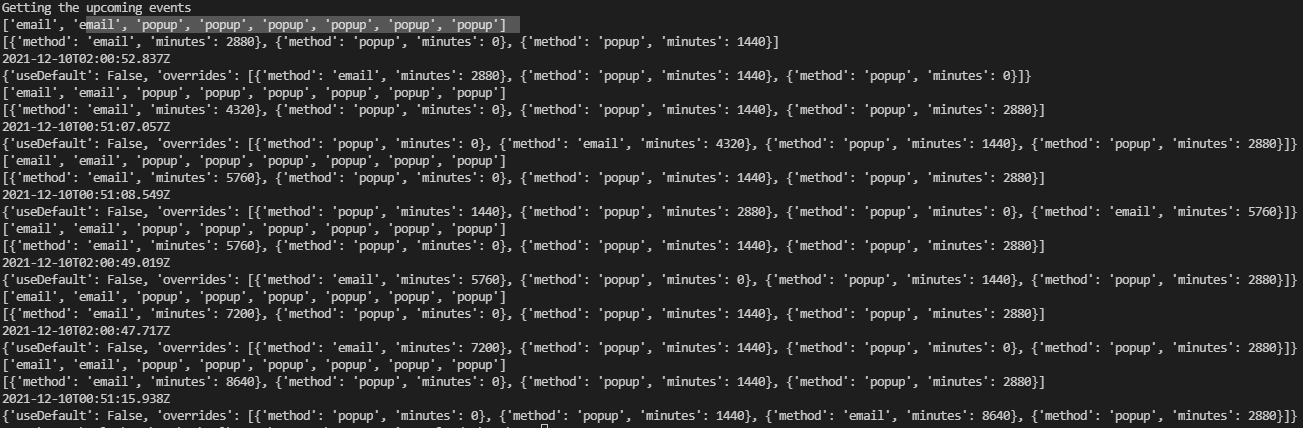 Getting the upcoming events
['email', 'email', 'popup', 'popup', 'popup', 'popup', 'popup', 'popup']
[{'method': 'email', 'minutes': 2880}, {'method': 'popup', 'minutes': 0}, {'method': 'popup', 'minutes': 1440}]
2021-12-10T02:00:52.837Z
{'useDefault': False, 'overrides': [{'method': 'email', 'minutes': 2880}, {'method': 'popup', 'minutes': 1440}, {'method': 'popup', 'minutes': 0}]}
['email', 'email', 'popup', 'popup', 'popup', 'popup', 'popup', 'popup']
[{'method': 'email', 'minutes': 4320}, {'method': 'popup', 'minutes': 0}, {'method': 'popup', 'minutes': 1440}, {'method': 'popup', 'minutes': 2880}]
2021-12-10T00:51:07.057Z
{'useDefault': False, 'overrides': [{'method': 'popup', 'minutes': 0}, {'method': 'email', 'minutes': 4320}, {'method': 'popup', 'minutes': 1440}, {'method': 'popup', 'minutes': 2880}]}
['email', 'email', 'popup', 'popup', 'popup', 'popup', 'popup', 'popup']
[{'method': 'email', 'minutes': 5760}, {'method': 'popup', 'minutes': 0}, {'method': 'popup', 'minutes': 1440}, {'method': 'popup', 'minutes': 2880}]
2021-12-10T00:51:08.549Z
{'useDefault': False, 'overrides': [{'method': 'popup', 'minutes': 1440}, {'method': 'popup', 'minutes': 2880}, {'method': 'popup', 'minutes': 0}, {'method': 'email', 'minutes': 5760}]}
['email', 'email', 'popup', 'popup', 'popup', 'popup', 'popup', 'popup']
[{'method': 'email', 'minutes': 5760}, {'method': 'popup', 'minutes': 0}, {'method': 'popup', 'minutes': 1440}, {'method': 'popup', 'minutes': 2880}]
2021-12-10T02:00:49.019Z
{'useDefault': False, 'overrides': [{'method': 'email', 'minutes': 5760}, {'method': 'popup', 'minutes': 0}, {'method': 'popup', 'minutes': 1440}, {'method': 'popup', 'minutes': 2880}]}
['email', 'email', 'popup', 'popup', 'popup', 'popup', 'popup', 'popup']
[{'method': 'email', 'minutes': 7200}, {'method': 'popup', 'minutes': 0}, {'method': 'popup', 'minutes': 1440}, {'method': 'popup', 'minutes': 2880}]
2021-12-10T02:00:47.717Z
{'useDefault': False, 'overrides': [{'method': 'email', 'minutes': 7200}, {'method': 'popup', 'minutes': 1440}, {'method': 'popup', 'minutes': 0}, {'method': 'popup', 'minutes': 2880}]}
['email', 'email', 'popup', 'popup', 'popup', 'popup', 'popup', 'popup']
[{'method': 'email', 'minutes': 8640}, {'method': 'popup', 'minutes': 0}, {'method': 'popup', 'minutes': 1440}, {'method': 'popup', 'minutes': 2880}]
2021-12-10T00:51:15.938Z
{'useDefault': False, 'overrides': [{'method': 'popup', 'minutes': 0}, {'method': 'popup', 'minutes': 1440}, {'method': 'email', 'minutes': 8640}, {'method': 'popup', 'minutes': 2880}]}